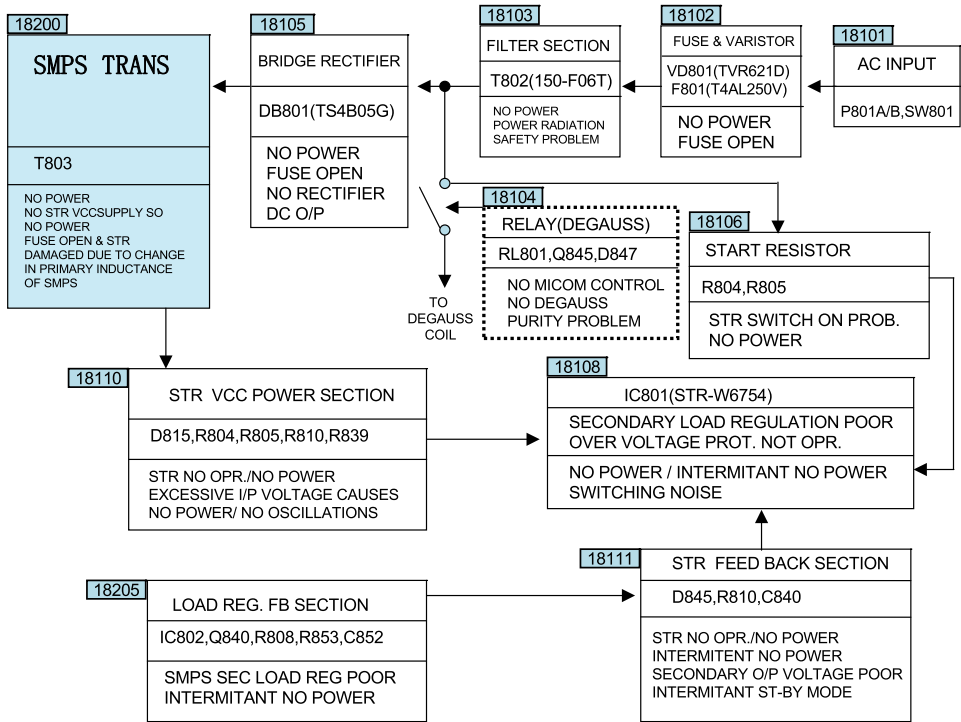 18200
SMPS TRANS
T803
NO POWER
NO STR VCCSUPPLY SO
NO POWER
FUSE OPEN & STR
DAMAGED DUE TO CHANGE
IN PRIMARY INDUCTANCE
OF SMPS
18105
BRIDGE RECTIFIER
DB801(TS4B05G)
NO POWER
FUSE OPEN
NO RECTIFIER
DC O/P
18103
FILTER SECTION
T802(150-F06T)
NO POWER
POWER RADIATION
SAFETY PROBLEM
18102
FUSE & VARISTOR
VD801(TVR621D)
F801(T4AL250V)
NO POWER
FUSE OPEN
18101
AC INPUT
P801A/B,SW801
18104
RELAY(DEGAUSS)
RL801,Q845,D847
NO MICOM CONTROL
NO DEGAUSS
PURITY PROBLEM
TO
DEGAUSS
COIL
18106
START RESISTOR
R804,R805
STR SWITCH ON PROB.
NO POWER
18110
STR VCC POWER SECTION
D815,R804,R805,R810,R839
STR NO OPR./NO POWER
EXCESSIVE I/P VOLTAGE CAUSES
NO POWER/ NO OSCILLATIONS
18108
IC801(STR-W6754)
SECONDARY LOAD REGULATION POOR
OVER VOLTAGE PROT. NOT OPR.
NO POWER / INTERMITANT NO POWER
SWITCHING NOISE
18205
LOAD REG. FB SECTION
IC802,Q840,R808,R853,C852
SMPS SEC LOAD REG POOR
INTERMITANT NO POWER
18111
STR FEED BACK SECTION
D845,R810,C840
STR NO OPR./NO POWER
INTERMITENT NO POWER
SECONDARY O/P VOLTAGE POOR
INTERMITANT ST-BY MODE